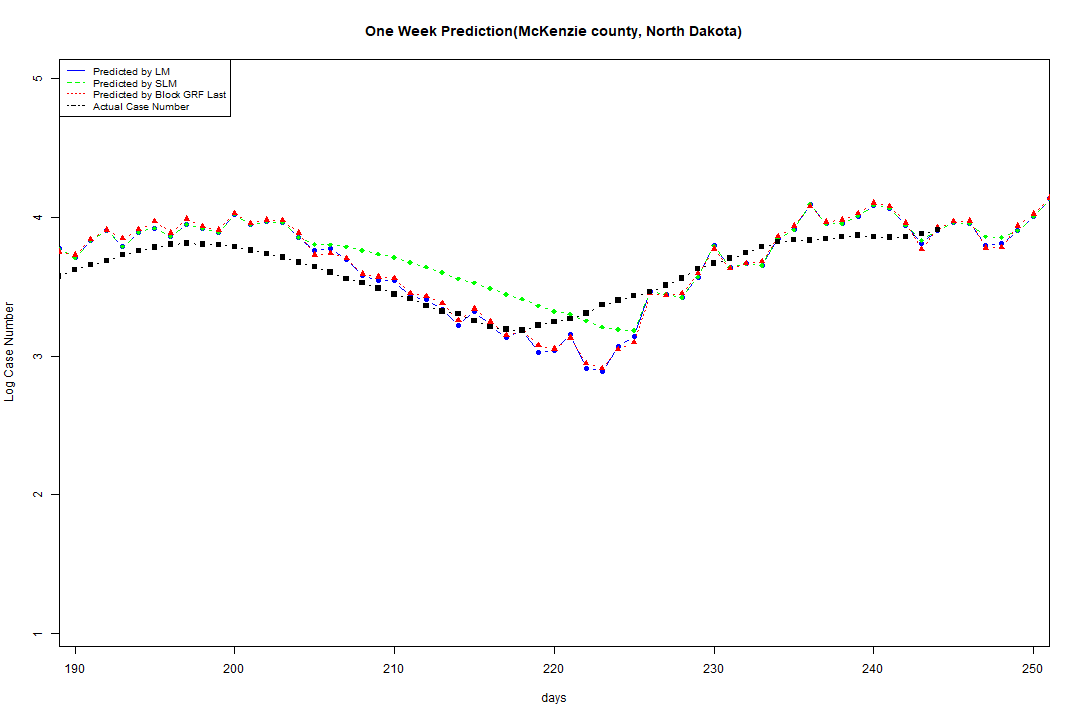 One Week Prediction(McKenzie county, North Dakota)
Predicted by LM
Predicted by SLM
Predicted by Block GRF Last
Actual Case Number
5
4
3
2
1
Log Case Number
190 200 210 220 230 240 250
days